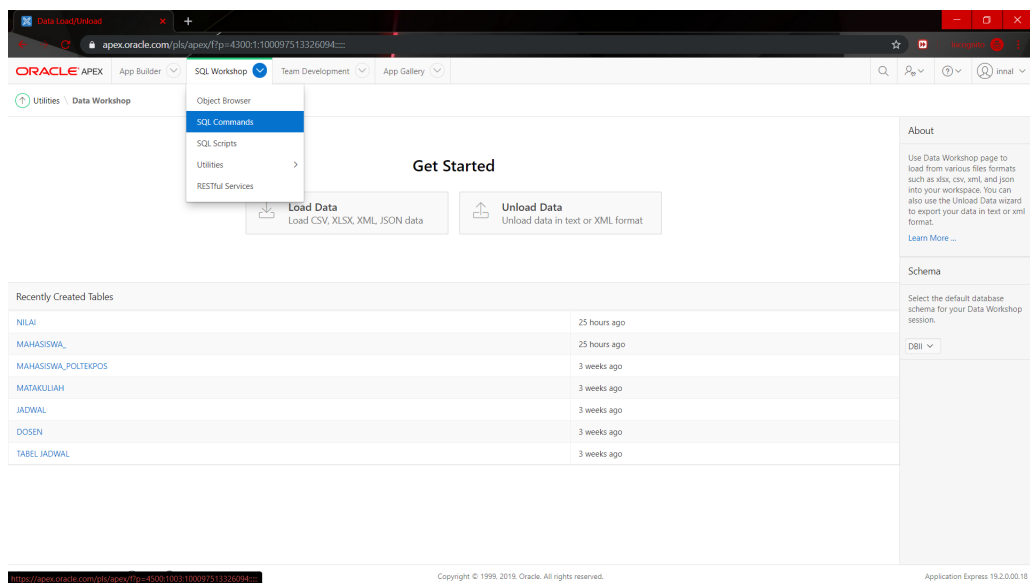 Data Load/Unload
apex.oracle.com/pls/apex/f?p=4300:1:100097513326094:::::
ORACLE APEX App Builder SQL Workshop Team Development App Gallery innal
Utilities \ Data Workshop
Object Browser
SQL Commands
SQL Scripts
Utilities
RESTful Services
Get Started
Load Data
Load CSV, XLSX, XML, JSON data
Unload Data
Unload data in text or XML format
Recently Created Tables
NILAI 25 hours ago
MAHASISWA_ 25 hours ago
MAHASISWA_POLTEKPOS 3 weeks ago
MATAKULIAH 3 weeks ago
JADWAL 3 weeks ago
DOSEN 3 weeks ago
TABEL JADWAL 3 weeks ago
About
Use Data Workshop page to
load from various files formats
such as xlsx, csv, xml, and json
into your workspace. You can
also use the Unload Data wizard
to export your data in text or xml
format.
Learn More ...
Schema
Select the default database
schema for your Data Workshop
session.
DBII
https://apex.oracle.com/pls/apex/f?p=4500:1003:100097513326094:::::
Copyright © 1999, 2019. Oracle. All rights reserved.
Application Express 19.2.0.00.18